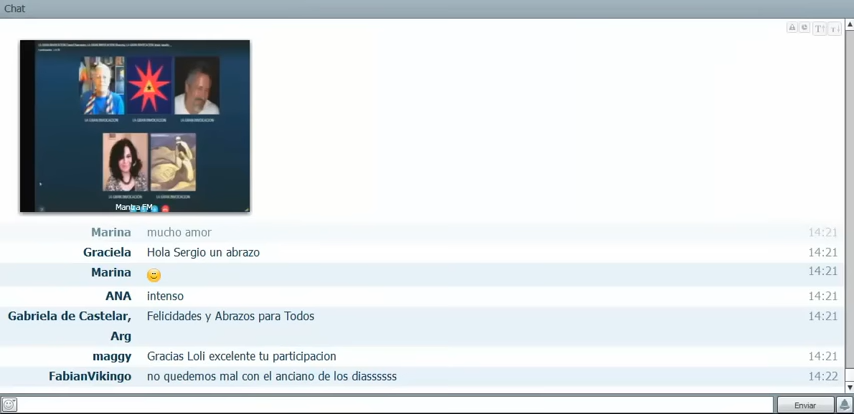 Chat
Mantra FM
Marina mucho amor 14:21
Graciela Hola Sergio un abrazo 14:21
Marina 14:21
ANA intenso 14:21
Gabriela de Castelar, Felicidades y Abrazos para Todos 14:21
Arg
maggy Gracias Loli excelente tu participacion 14:21
FabianVikingo no quedemos mal con el anciano de los diassssss 14:22
Enviar